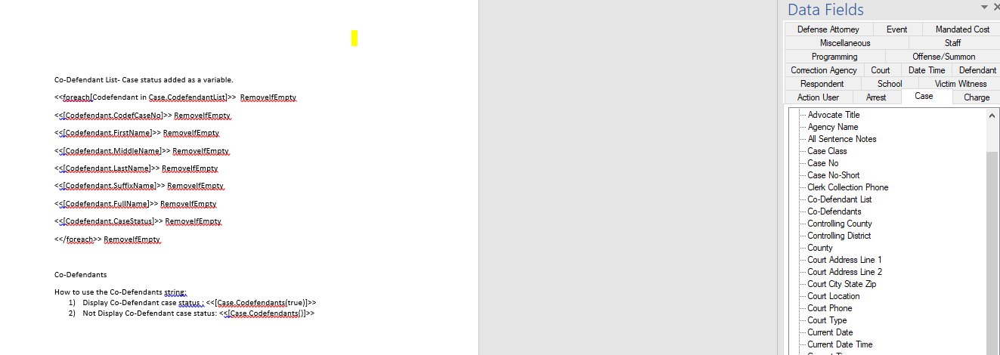 Co-Defendant List- Case status added as a variable.
<<foreach[Codefendant in Case.CodefendantList]>> RemoveIfEmpty
<<[Codefendant.CodefCaseNo]>> RemoveIfEmpty
<<[Codefendant.FirstName]>> RemoveIfEmpty
<<[Codefendant.MiddleName]>> RemoveIfEmpty
<<[Codefendant.LastName]>> RemoveIfEmpty
<<[Codefendant.SuffixName]>> RemoveIfEmpty
<<[Codefendant.FullName]>> RemoveIfEmpty
<<[Codefendant.CaseStatus]>> RemoveIfEmpty
<</foreach>> RemoveIfEmpty
Co-Defendants
How to use the Co-Defendants string:
1) Display Co-Defendant case status : <<[Case.Codefendants(true)]>>
2) Not Display Co-Defendant case status: <<[Case.Codefendants()]>>
Data Fields
Defense Attorney Event Mandated Cost
Miscellaneous Staff
Programming Offense/Summon
Correction Agency Court Date Time Defendant
Respondent School Victim Witness
Action User Arrest Case Charge
Advocate Title
Agency Name
All Sentence Notes
Case Class
Case No
Case No-Short
Clerk Collection Phone
Co-Defendant List
Co-Defendants
Controlling County
Controlling District
County
Court Address Line 1
Court Address Line 2
Court City State Zip
Court Location
Court Phone
Court Type
Current Date
Current Date Time